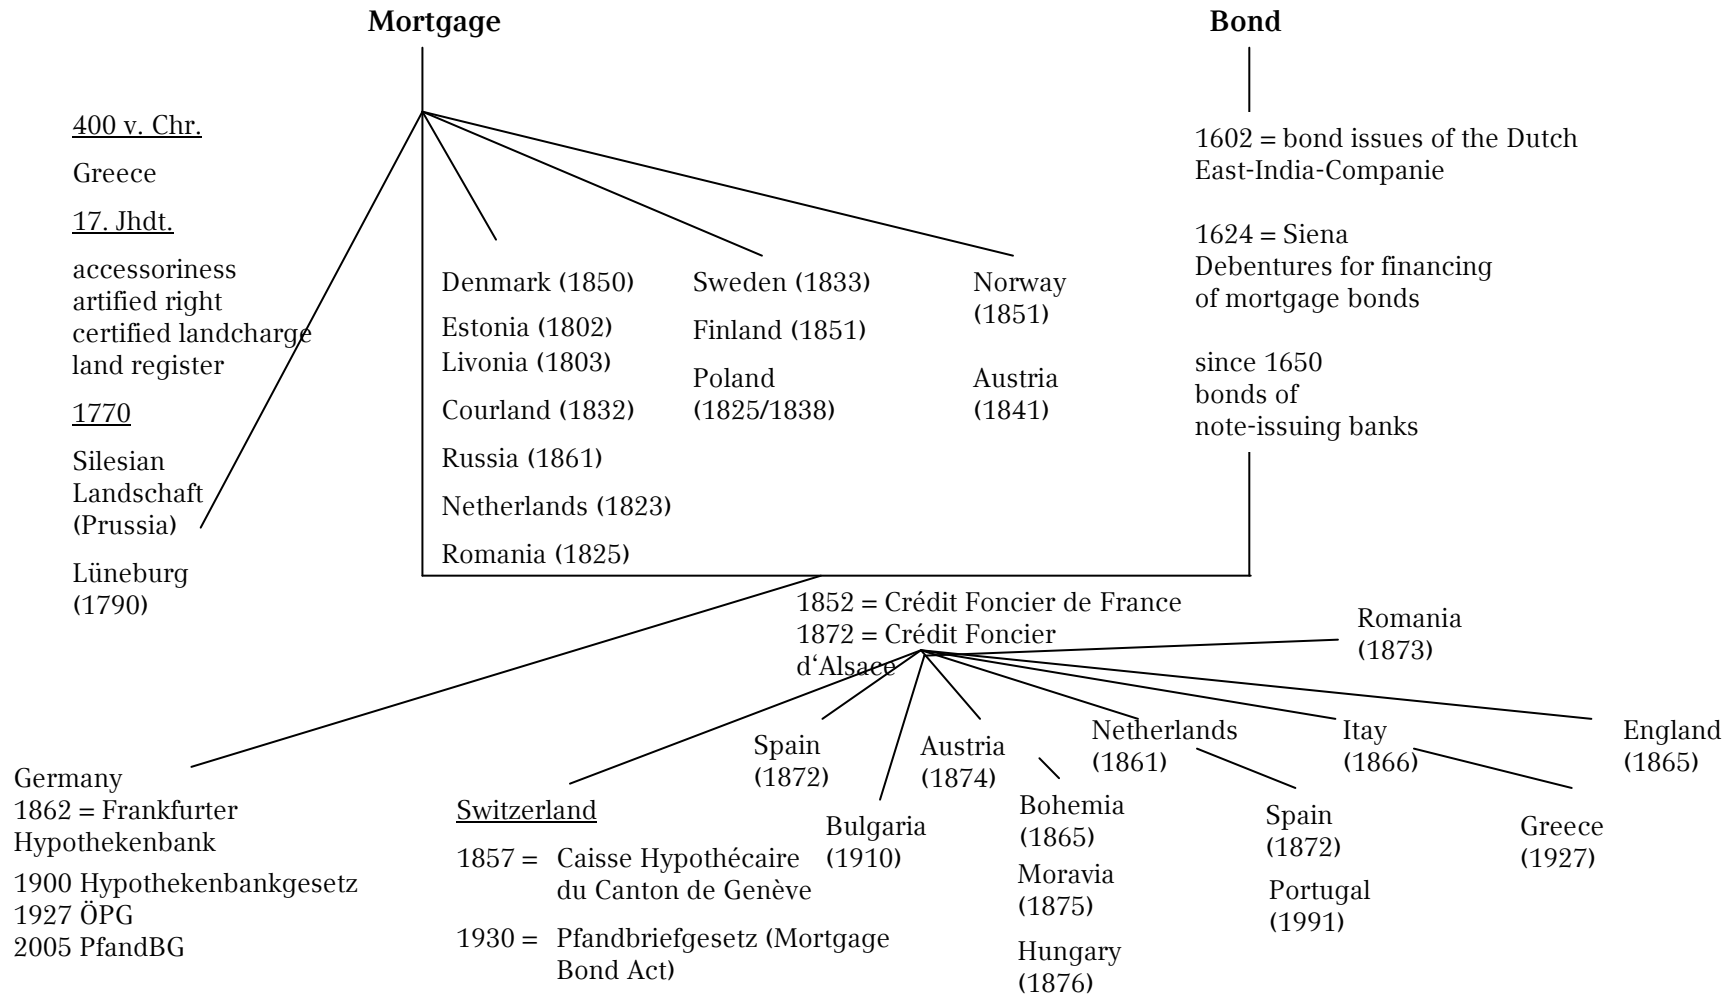 Mortgage
Bond
400 v. Chr.
Greece
17. Jhdt.
accessoriness
artified right
certified landcharge
land register
1770
Silesian
Landschaft
(Prussia)
Lüneburg
(1790)
Denmark (1850)
Estonia (1802)
Livonia (1803)
Courland (1832)
Russia (1861)
Netherlands (1823)
Romania (1825)
Sweden (1833)
Finland (1851)
Poland
(1825/1838)
Norway
(1851)
Austria
(1841)
1602 = bond issues of the Dutch
East-India-Companie
1624 = Siena
Debentures for financing
of mortgage bonds
since 1650
bonds of
note-issuing banks
1852 = Crédit Foncier de France
1872 = Crédit Foncier
d‘Alsace
Romania
(1873)
Germany
1862 = Frankfurter
Hypothekenbank
1900 Hypothekenbankgesetz
1927 ÖPG
2005 PfandBG
Switzerland
1857 = Caisse Hypothécaire
du Canton de Genève
1930 = Pfandbriefgesetz (Mortgage
Bond Act)
Spain
(1872)
Bulgaria
(1910)
Austria
(1874)
Bohemia
(1865)
Moravia
(1875)
Hungary
(1876)
Netherlands
(1861)
Spain
(1872)
Portugal
(1991)
Itay
(1866)
Greece
(1927)
England
(1865)